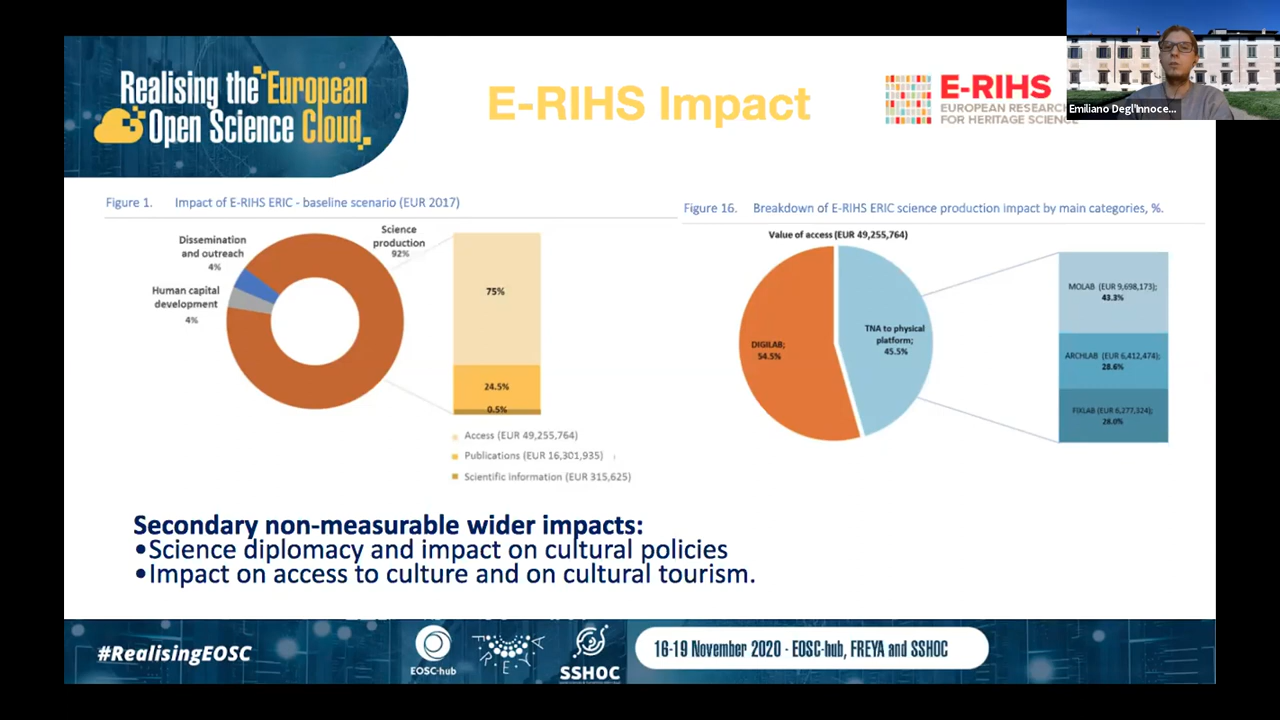 Realising the European
Open Science Cloud
E-RIHS Impact
E-RIHS
EUROPEAN RESEARCH
FOR HERITAGE SCIENCE
Emiliano Degl'Innoce...
Figure 1. Impact of E-RIHS ERIC - baseline scenario (EUR 2017)
Dissemination
and outreach
4%
Human capital
development
4%
Science
production
92%
75%
24.5%
0.5%
Access (EUR 49,255,764)
Publications (EUR 16,301,935)
Scientific Information (EUR 315,625)
Figure 16. Breakdown of E-RIHS ERIC science production impact by main categories, %.
Value of access (EUR 49,255,764)
DIGILAB;
54.5%
TNA to physical
platform;
45.5%
MOLAB (EUR 9,698,173);
43.3%
ARCHLAB (EUR 6,412,474);
28.6%
FIXLAB (EUR 6,277,324);
28.0%
Secondary non-measurable wider impacts:
•Science diplomacy and impact on cultural policies
•Impact on access to culture and on cultural tourism.
#RealisingEOSC
EOSC-hub
FREYA
SSHOC
16-19 November 2020 - EOSC-hub, FREYA and SSHOC